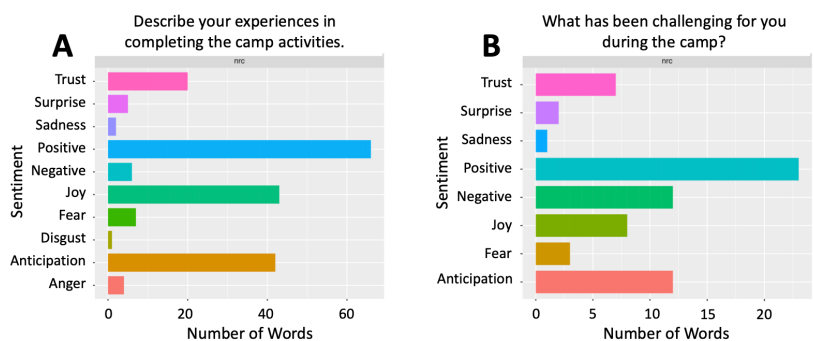 A
Describe your experiences in
completing the camp activities.
nrc
Sentiment
Trust
Surprise
Sadness
Positive
Negative
Joy
Fear
Disgust
Anticipation
Anger
0 20 40 60
Number of Words
B
What has been challenging for you
during the camp?
nrc
Sentiment
Trust
Surprise
Sadness
Positive
Negative
Joy
Fear
Anticipation
0 5 10 15 20
Number of Words